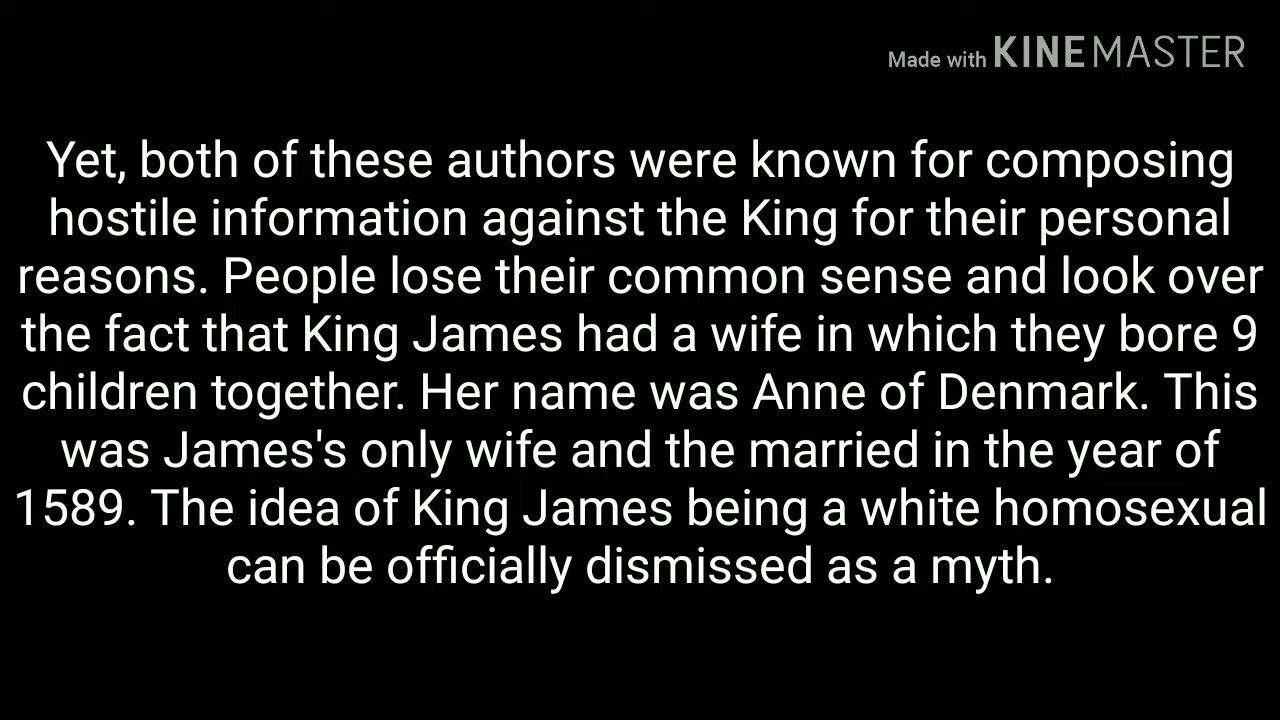 Made with KINEMASTER
Yet, both of these authors were known for composing
hostile information against the King for their personal
reasons. People lose their common sense and look over
the fact that King James had a wife in which they bore 9
children together. Her name was Anne of Denmark. This
was James's only wife and the married in the year of
1589. The idea of King James being a white homosexual
can be officially dismissed as a myth.